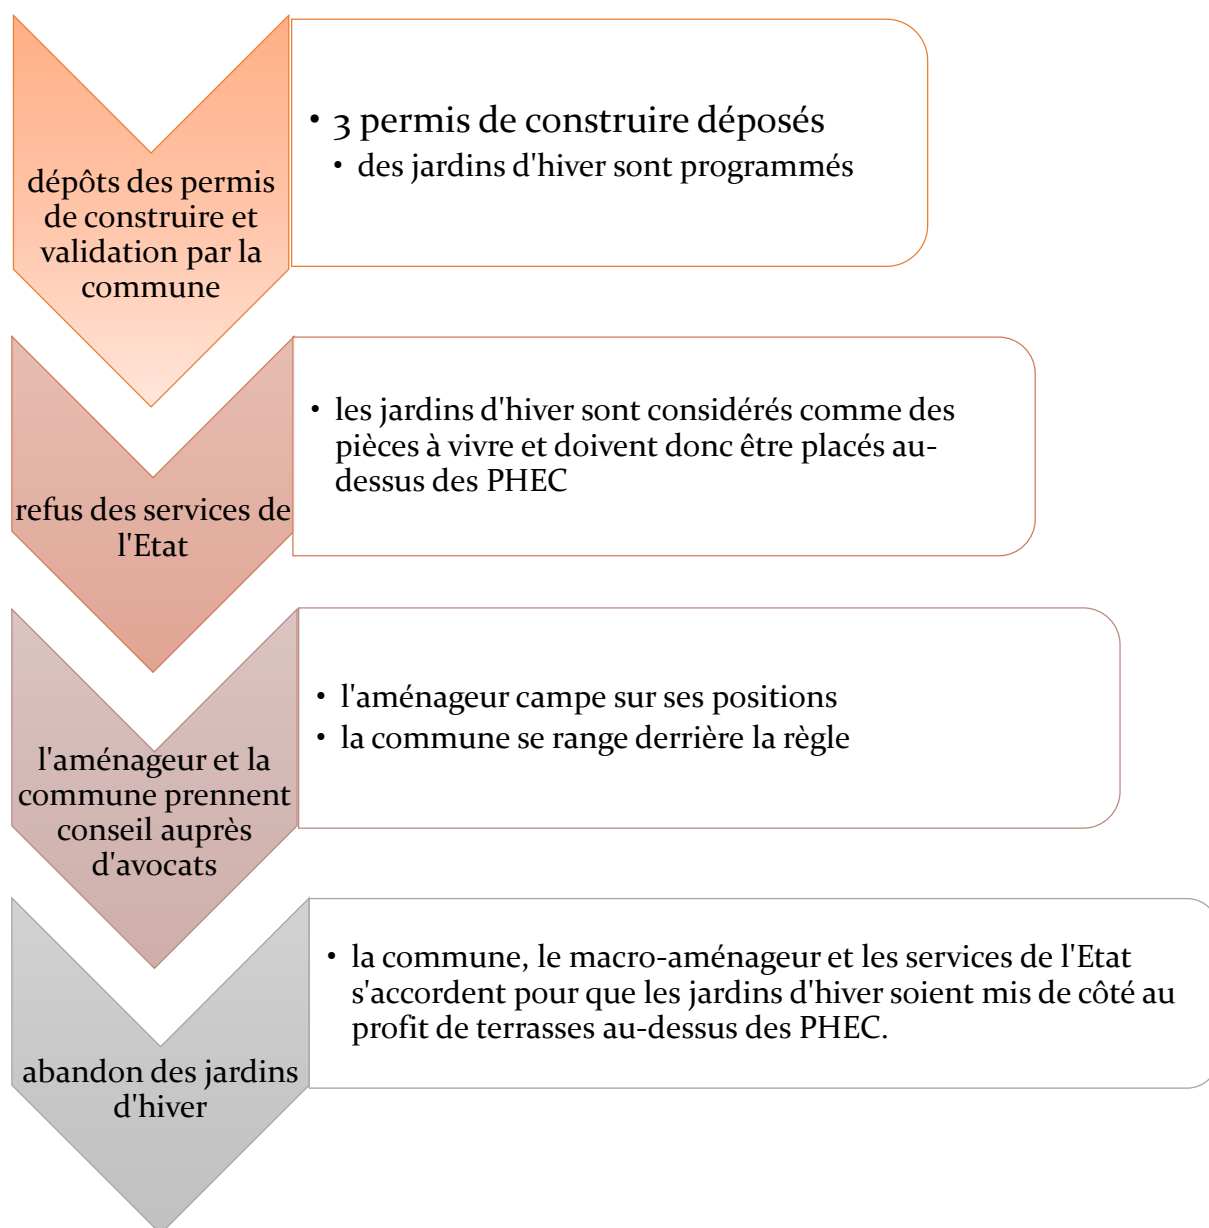 dépôts des permis
de construire et
validation par la
commune
• 3 permis de construire déposés
• des jardins d'hiver sont programmés
refus des services de
l'Etat
• les jardins d'hiver sont considérés comme des
pièces à vivre et doivent donc être placés au-
dessus des PHEC
l'aménageur et la
commune prennent
conseil auprès
d'avocats
• l'aménageur campe sur ses positions
• la commune se range derrière la règle
abandon des jardins
d'hiver
• la commune, le macro-aménageur et les services de l'Etat
s'accordent pour que les jardins d'hiver soient mis de côté au
profit de terrasses au-dessus des PHEC.